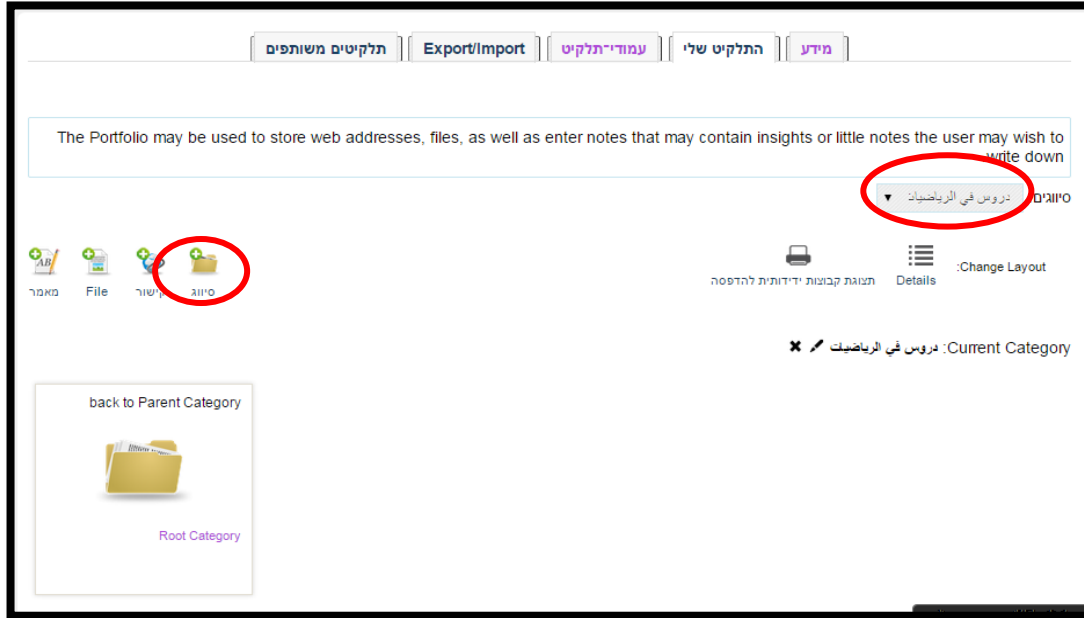 מידע
התלקיט שלי
עמודי־תלקיט
Export/Import
תלקיטים משותפים
The Portfolio may be used to store web addresses, files, as well as enter notes that may contain insights or little notes the user may wish to
write down
סיווגים دروس في الرياضيات
:Change Layout
Details
תצוגת קבוצות ידידותית להדפסה
סיווג
קישור
File
מאמר
Current Category: دروس في الرياضيات
back to Parent Category
Root Category